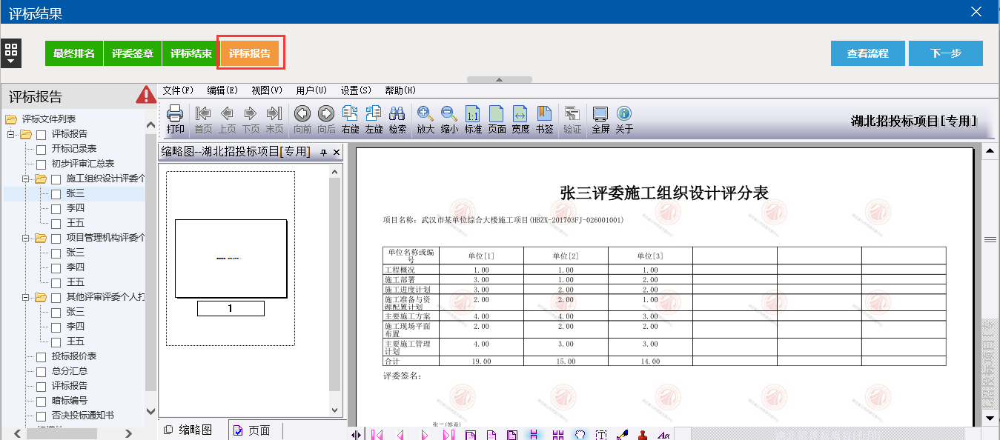 评标结果
最终排名 评委签章 评标结束 评标报告 查看流程 下一步
评标报告
评标文件列表
评标报告
开标记录表
初步评审汇总表
施工组织设计评委个
张三
李四
王五
项目管理机构评委个
张三
李四
王五
其他评审评委个人打
张三
李四
王五
投标报价表
总分汇总
评标报告
暗标编号
否决投标通知书
文件(F) 编辑(E) 视图(V) 用户(U) 设置(S) 帮助(H)
打印 首页 上页 下页 末页 向前 向后 右旋 左旋 检索 放大 缩小 标准 页面 宽度 书签 验证 全屏 关于
湖北招投标项目[专用]
缩略图--湖北招投标项目[专用]
1
缩略图 页面
张三评委施工组织设计评分表
项目名称：武汉市某单位综合大楼施工项目(HBZX-201703FJ-026001001)
单位名称或编号 单位[1] 单位[2] 单位[3]
工程概况 1.00 1.00 1.00
施工部署 3.00 1.00 2.00
施工进度计划 3.00 2.00 2.00
施工准备与资源配置计划 2.00 2.00 1.00
主要施工方案 4.00 4.00 3.00
施工现场平面布置 2.00 2.00 2.00
主要施工管理计划 4.00 3.00 3.00
合计 19.00 15.00 14.00
评委签名：
张三(签章)